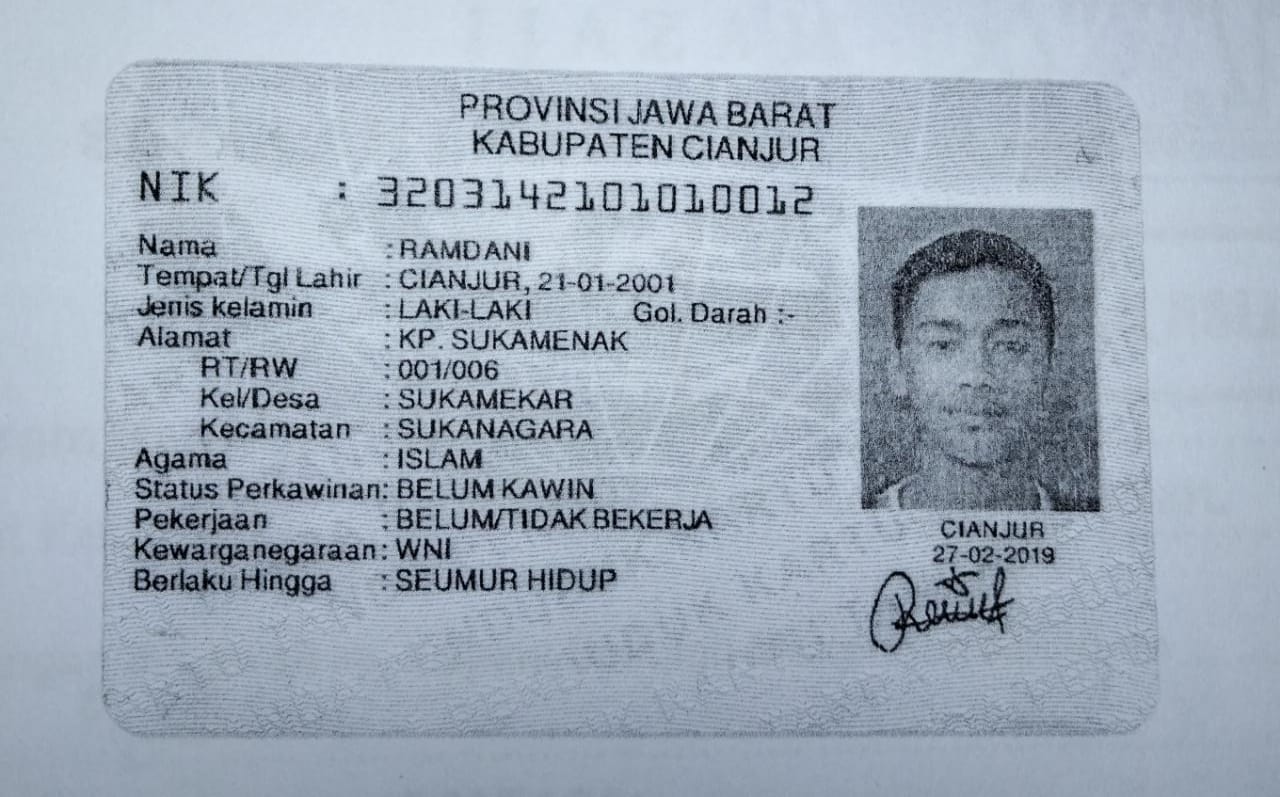 PROVINSI JAWA BARAT
KABUPATEN CIANJUR
NIK : 3203142101010012
Nama : RAMDANI
Tempat/Tgl Lahir : CIANJUR, 21-01-2001
Jenis kelamin : LAKI-LAKI Gol. Darah :-
Alamat : KP. SUKAMENAK
RT/RW : 001/006
Kel/Desa : SUKAMEKAR
Kecamatan : SUKANAGARA
Agama : ISLAM
Status Perkawinan: BELUM KAWIN
Pekerjaan : BELUM/TIDAK BEKERJA
Kewarganegaraan: WNI
Berlaku Hingga : SEUMUR HIDUP
CIANJUR
27-02-2019